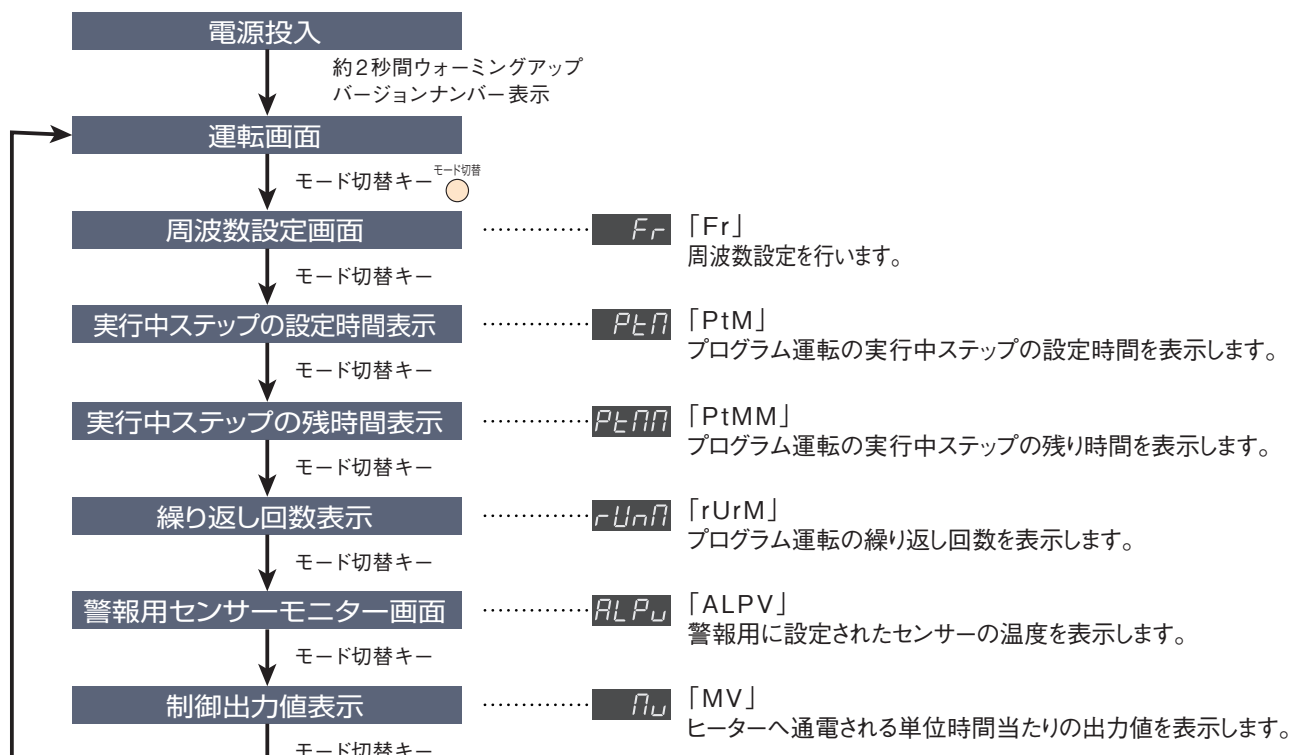 電源投入
約2秒間ウォーミングアップ
バージョンナンバー表示
運転画面
モード切替キー モード切替
周波数設定画面 Fr 「Fr」
周波数設定を行います。
モード切替キー
実行中ステップの設定時間表示 PtM 「PtM」
プログラム運転の実行中ステップの設定時間を表示します。
モード切替キー
実行中ステップの残時間表示 PtMM 「PtMM」
プログラム運転の実行中ステップの残り時間を表示します。
モード切替キー
繰り返し回数表示 rUnM 「rUrM」
プログラム運転の繰り返し回数を表示します。
モード切替キー
警報用センサーモニター画面 ALPv 「ALPV」
警報用に設定されたセンサーの温度を表示します。
モード切替キー
制御出力値表示 Mv 「MV」
ヒーターへ通電される単位時間当たりの出力値を表示します。
モード切替キー